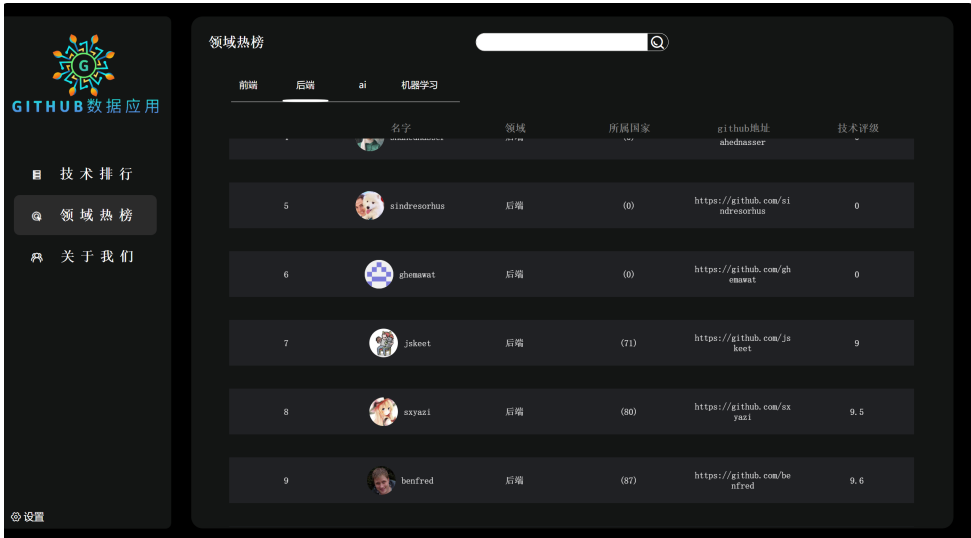 领域热榜
G
GITHUB数据应用
前端 后端 ai 机器学习
名字 领域 所属国家 github地址 技术评级
ahednasser
技术排行
5 sindresorhus 后端 (0) https://github.com/si
ndresorhus 0
领域热榜
关于我们
6 ghemawat 后端 (0) https://github.com/gh
emawat 0
7 jskeet 后端 (71) https://github.com/js
keet 9
8 sxyazi 后端 (80) https://github.com/sx
yazi 9.5
9 benfred 后端 (87) https://github.com/be
nfred 9.6
设置